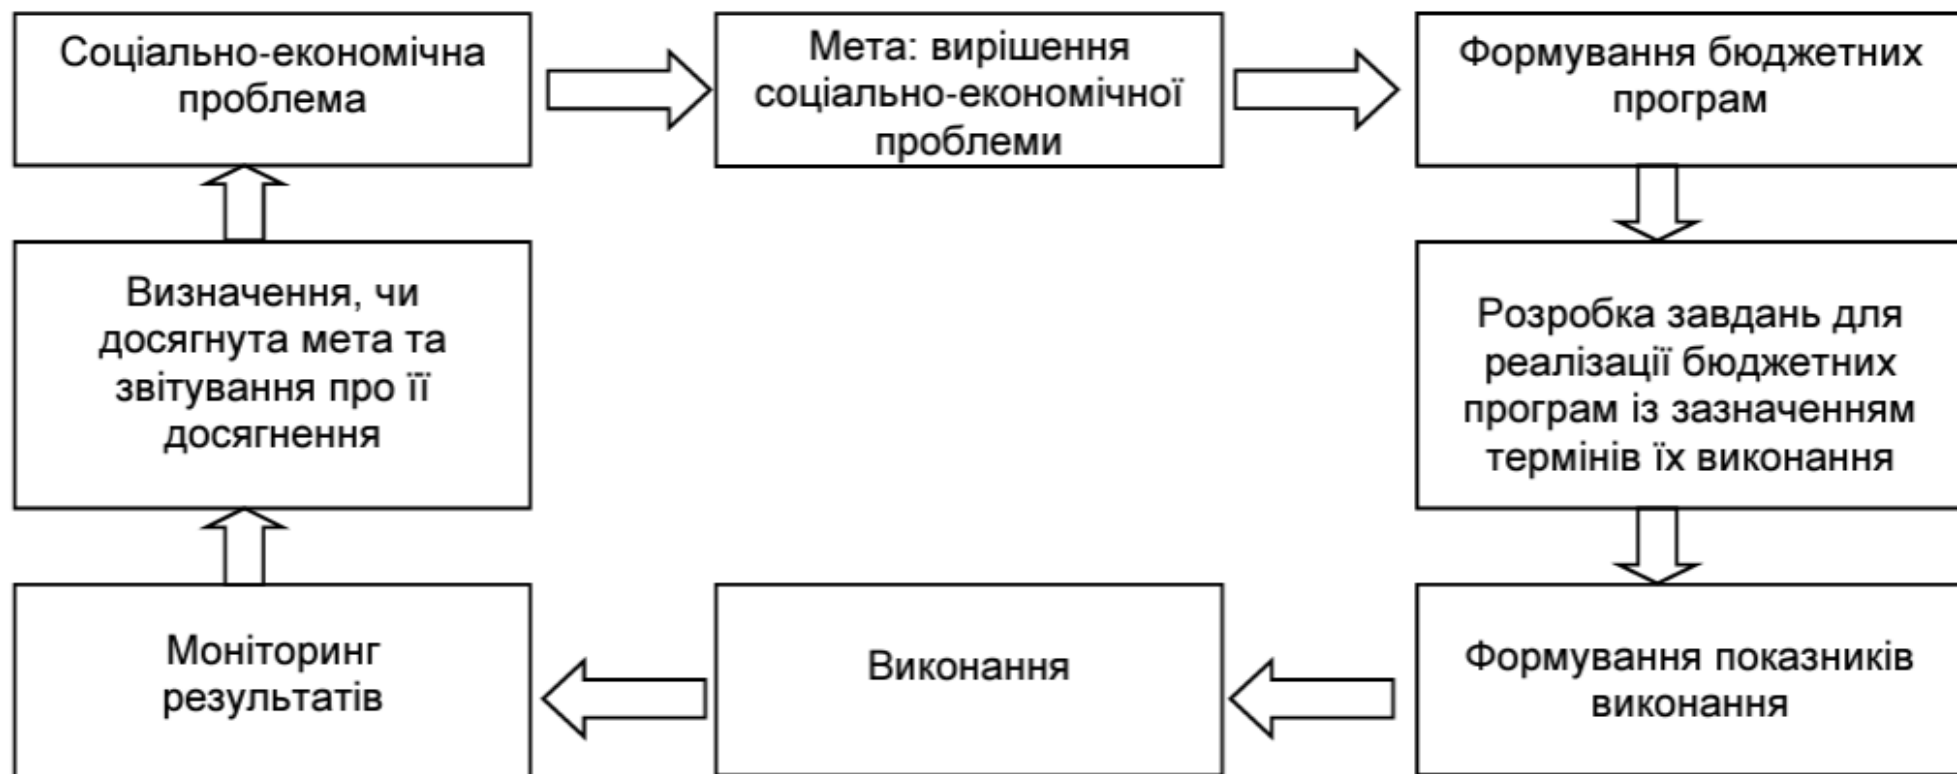 Соціально-економічна
проблема
Мета: вирішення
соціально-економічної
проблеми
Формування бюджетних
програм
Розробка завдань для
реалізації бюджетних
програм із зазначенням
термінів їх виконання
Формування показників
виконання
Виконання
Моніторинг
результатів
Визначення, чи
досягнута мета та
звітування про її
досягнення